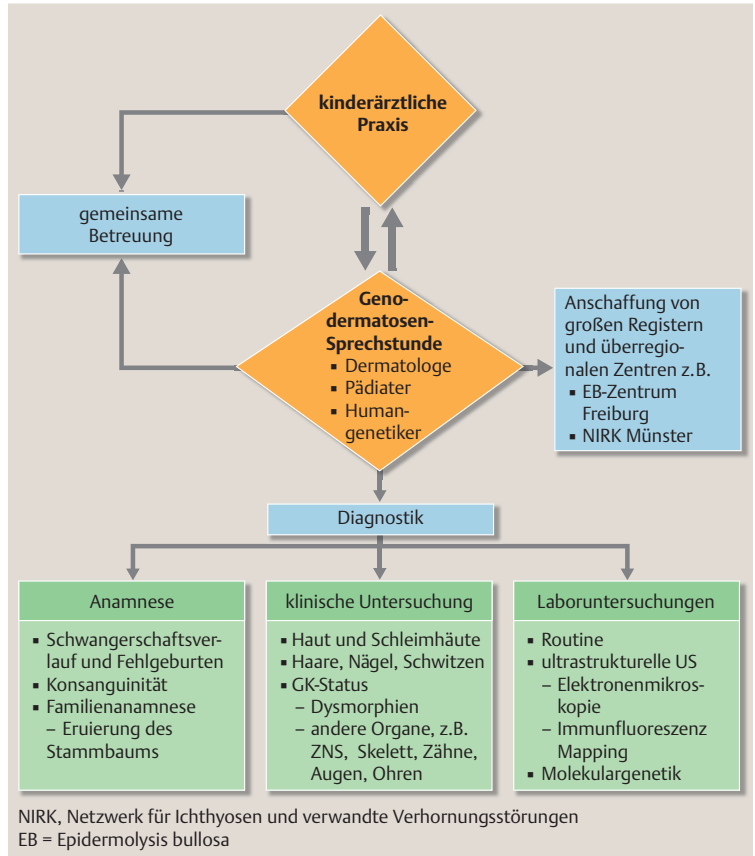 kinderärztliche
Praxis
gemeinsame
Betreuung
Geno-
dermatosen-
Sprechstunde
▪ Dermatologe
▪ Pädiater
▪ Human-
genetiker
Anschaffung von
großen Registern
und überregio-
nalen Zentren z.B.
▪ EB-Zentrum
Freiburg
▪ NIRK Münster
Diagnostik
Anamnese
▪ Schwangerschaftsver-
lauf und Fehlgeburten
▪ Konsanguinität
▪ Familienanamnese
– Eruierung des
Stammbaums
klinische Untersuchung
▪ Haut und Schleimhäute
▪ Haare, Nägel, Schwitzen
▪ GK-Status
– Dysmorphien
– andere Organe, z.B.
ZNS, Skelett, Zähne,
Augen, Ohren
Laboruntersuchungen
▪ Routine
▪ ultrastrukturelle US
– Elektronenmikros-
kopie
– Immunfluoreszenz
Mapping
▪ Molekulargenetik
NIRK, Netzwerk für Ichthyosen und verwandte Verhornungsstörungen
EB = Epidermolysis bullosa